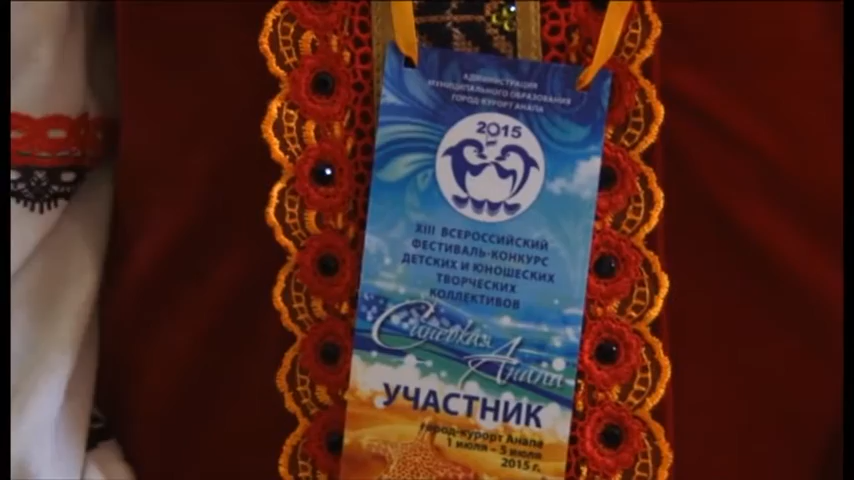 АДМИНИСТРАЦИЯ
МУНИЦИПАЛЬНОГО ОБРАЗОВАНИЯ
ГОРОД-КУРОРТ АНАПА
2015
XIII ВСЕРОССИЙСКИЙ
ФЕСТИВАЛЬ-КОНКУРС
ДЕТСКИХ И ЮНОШЕСКИХ
ТВОРЧЕСКИХ
КОЛЛЕКТИВОВ
Синеокая
Анапа
УЧАСТНИК
город-курорт Анапа
1 июля – 5 июля
2015 г.